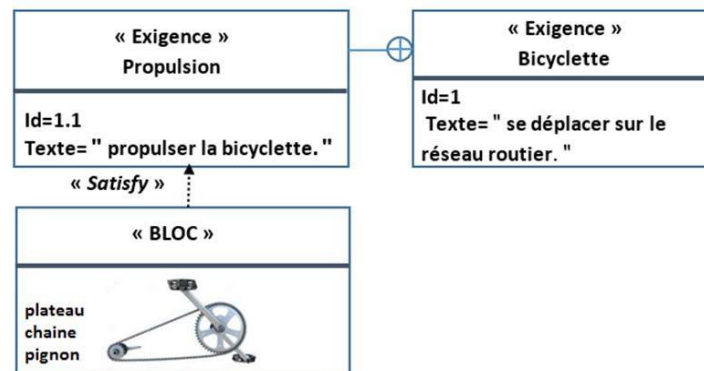 « Exigence »
Propulsion
Id=1.1
Texte= " propulser la bicyclette. "
« Exigence »
Bicyclette
Id=1
Texte= " se déplacer sur le
réseau routier. "
« Satisfy »
« BLOC »
plateau
chaine
pignon